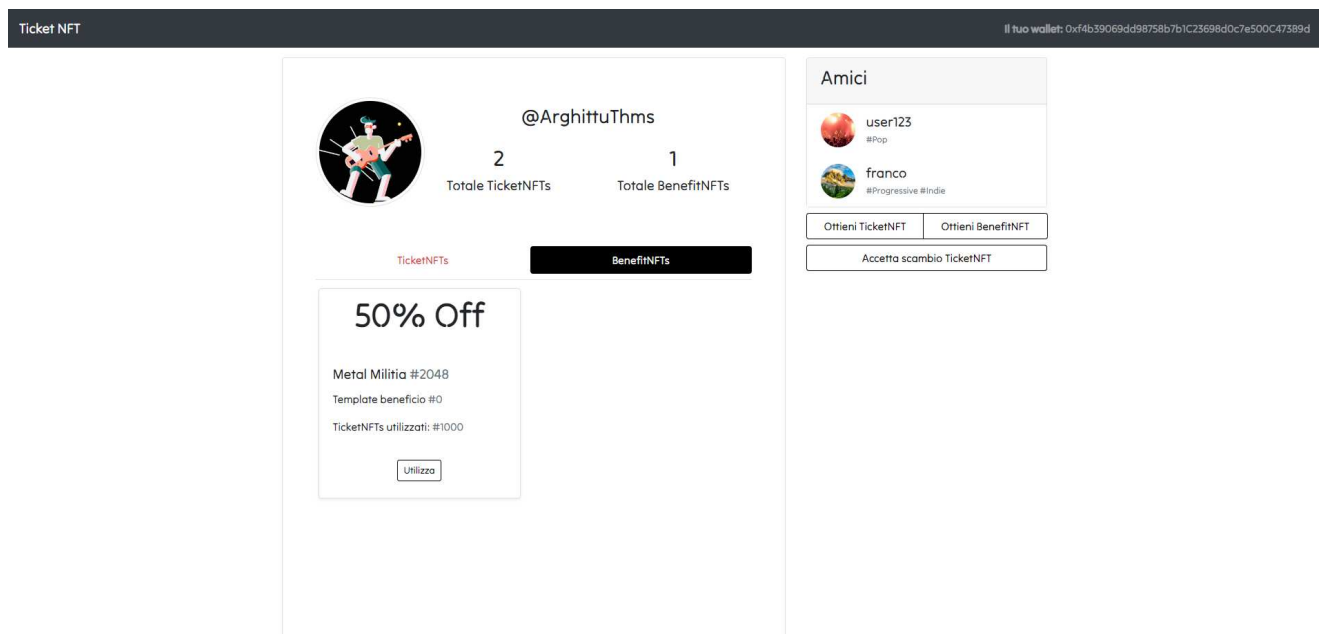 Ticket NFT
Il tuo wallet: 0xf4b39069dd98758b7b1C23698d0c7e500C47389d
@ArghittuThms
2
Totale TicketNFTs
1
Totale BenefitNFTs
TicketNFTs
BenefitNFTs
50% Off
Metal Militia #2048
Template beneficio #0
TicketNFTs utilizzati: #1000
Utilizza
Amici
user123
#Pop
franco
#Progressive #Indie
Ottieni TicketNFT
Ottieni BenefitNFT
Accetta scambio TicketNFT